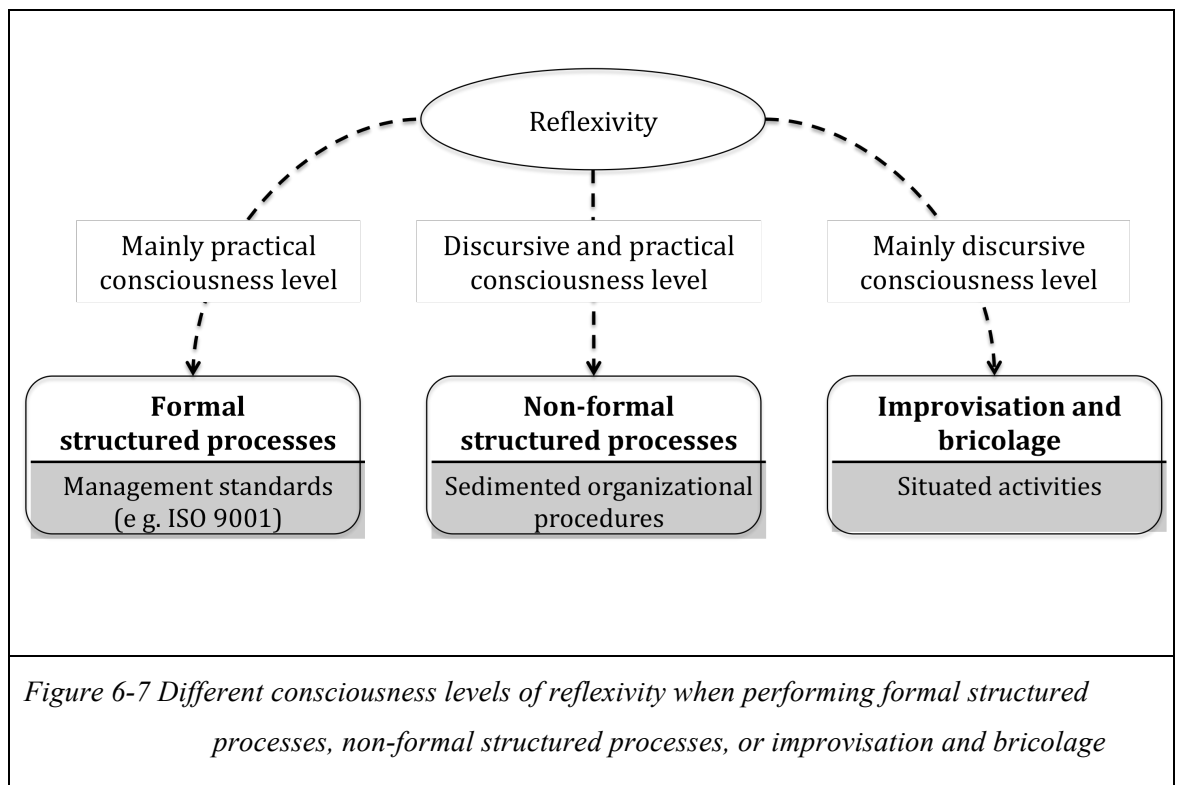 Reflexivity
Mainly practical
consciousness level
Discursive and practical
consciousness level
Mainly discursive
consciousness level
Formal
structured processes
Management standards
(e g. ISO 9001)
Non-formal
structured processes
Sedimented organizational
procedures
Improvisation and
bricolage
Situated activities
Figure 6-7 Different consciousness levels of reflexivity when performing formal structured
processes, non-formal structured processes, or improvisation and bricolage